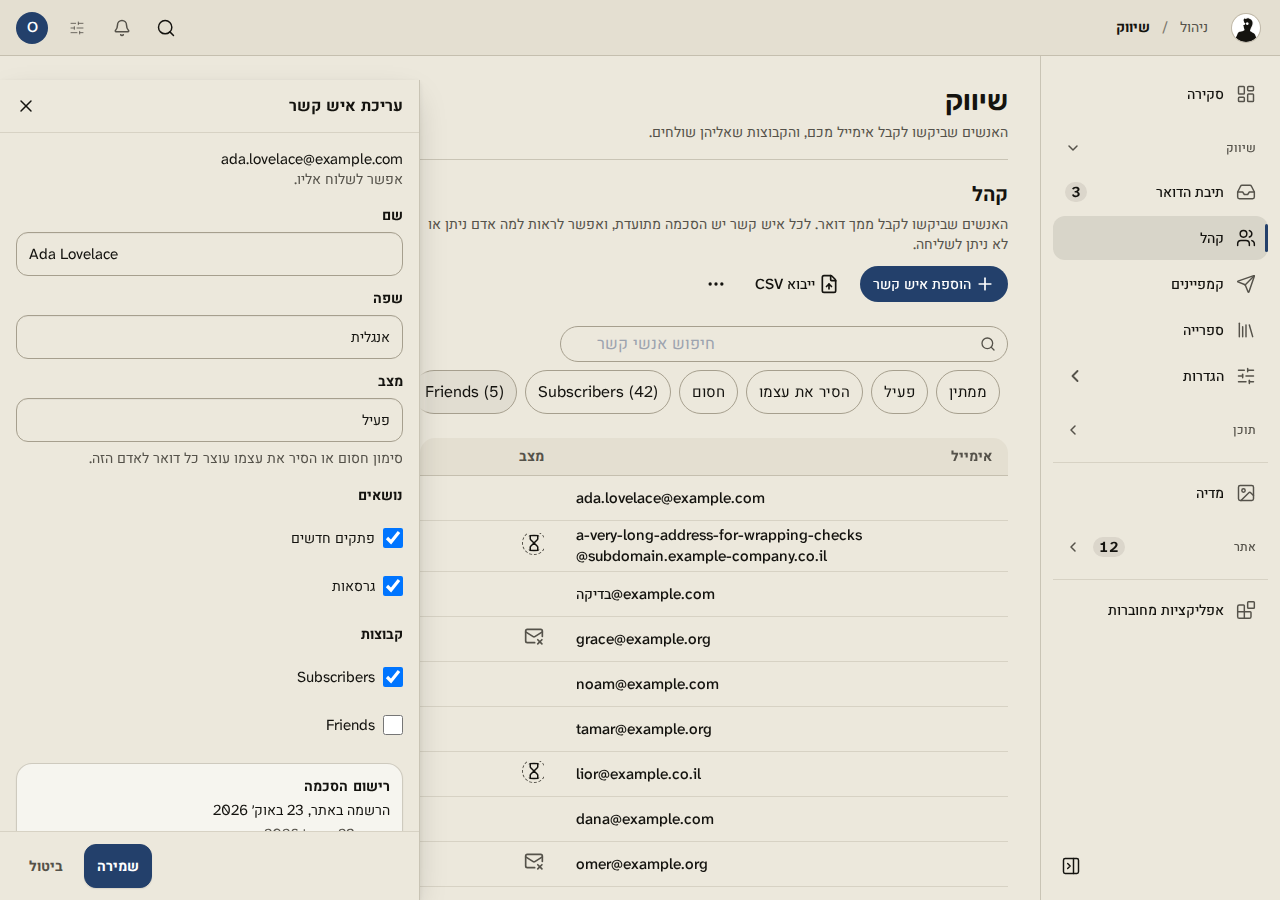 ניהול / שיווק
O
סקירה
שיווק
תיבת הדואר 3
קהל
קמפיינים
ספרייה
הגדרות
תוכן
מדיה
אתר 12
אפליקציות מחוברות
שיווק
האנשים שביקשו לקבל אימייל מכם, והקבוצות שאליהן שולחים.
קהל
האנשים שביקשו לקבל ממך דואר. לכל איש קשר יש הסכמה מתועדת, ואפשר לראות למה אדם ניתן או
לא ניתן לשליחה.
הוספת איש קשר
ייבוא CSV
חיפוש אנשי קשר
ממתין
פעיל
הסיר את עצמו
חסום
Subscribers (42)
Friends (5)
אימייל
מצב
ada.lovelace@example.com
a-very-long-address-for-wrapping-checks
@subdomain.example-company.co.il
בדיקה@example.com
grace@example.org
noam@example.com
tamar@example.org
lior@example.co.il
dana@example.com
omer@example.org
עריכת איש קשר
ada.lovelace@example.com
אפשר לשלוח אליו.
שם
Ada Lovelace
שפה
אנגלית
מצב
פעיל
סימון חסום או הסיר את עצמו עוצר כל דואר לאדם הזה.
נושאים
פתקים חדשים
גרסאות
קבוצות
Subscribers
Friends
רישום הסכמה
הרשמה באתר, 23 באוק׳ 2026
שמירה
ביטול